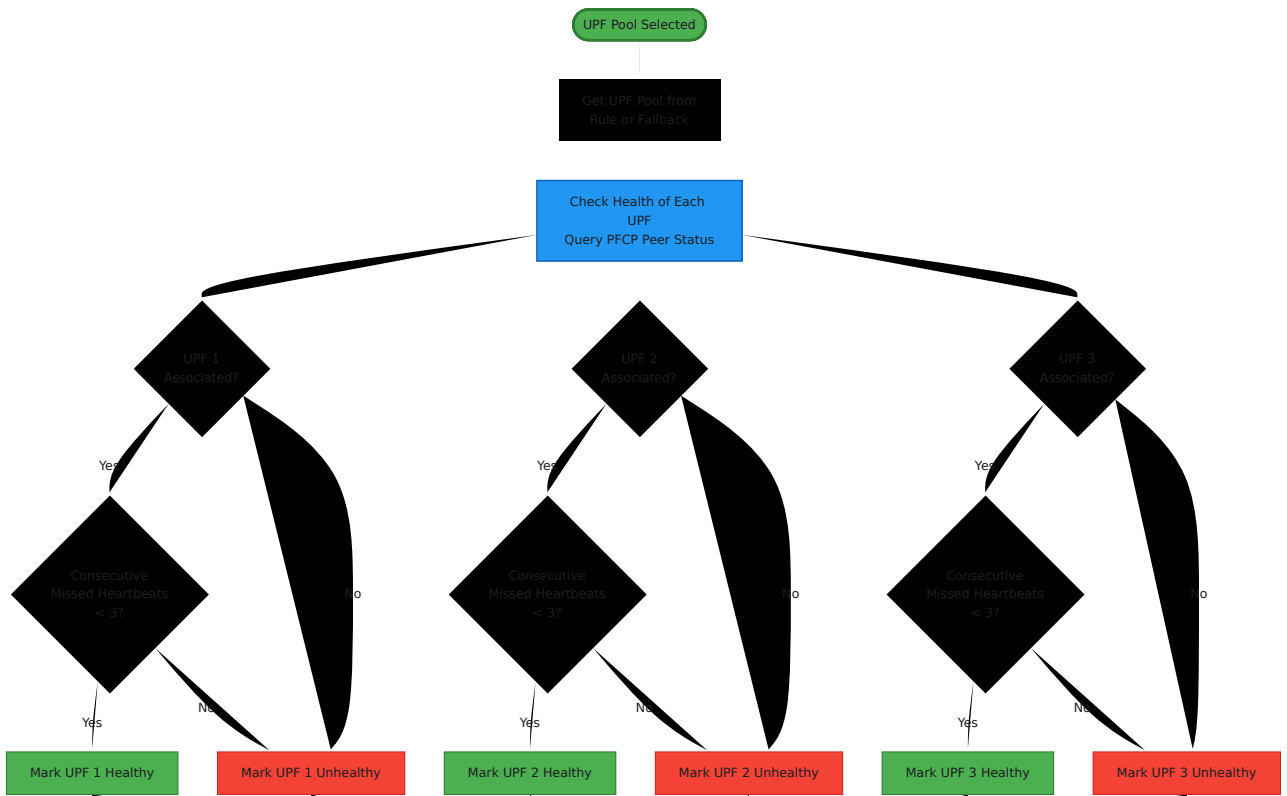 UPF Pool Selected
Get UPF Pool from
Rule or Fallback
Check Health of Each
UPF
Query PFCP Peer Status
UPF 1
Associated?
UPF 2
Associated?
UPF 3
Associated?
Yes
Yes
Yes
Consecutive
Missed Heartbeats
< 3?
No
Consecutive
Missed Heartbeats
< 3?
No
Consecutive
Missed Heartbeats
< 3?
No
Yes
No
Yes
No
Yes
No
Mark UPF 1 Healthy
Mark UPF 1 Unhealthy
Mark UPF 2 Healthy
Mark UPF 2 Unhealthy
Mark UPF 3 Healthy
Mark UPF 3 Unhealthy